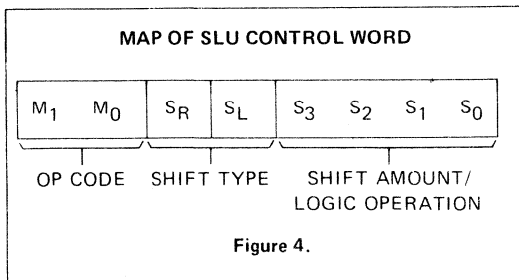 MAP OF SLU CONTROL WORD
M1 M0 SR SL S3 S2 S1 S0
OP CODE SHIFT TYPE SHIFT AMOUNT/
LOGIC OPERATION
Figure 4.